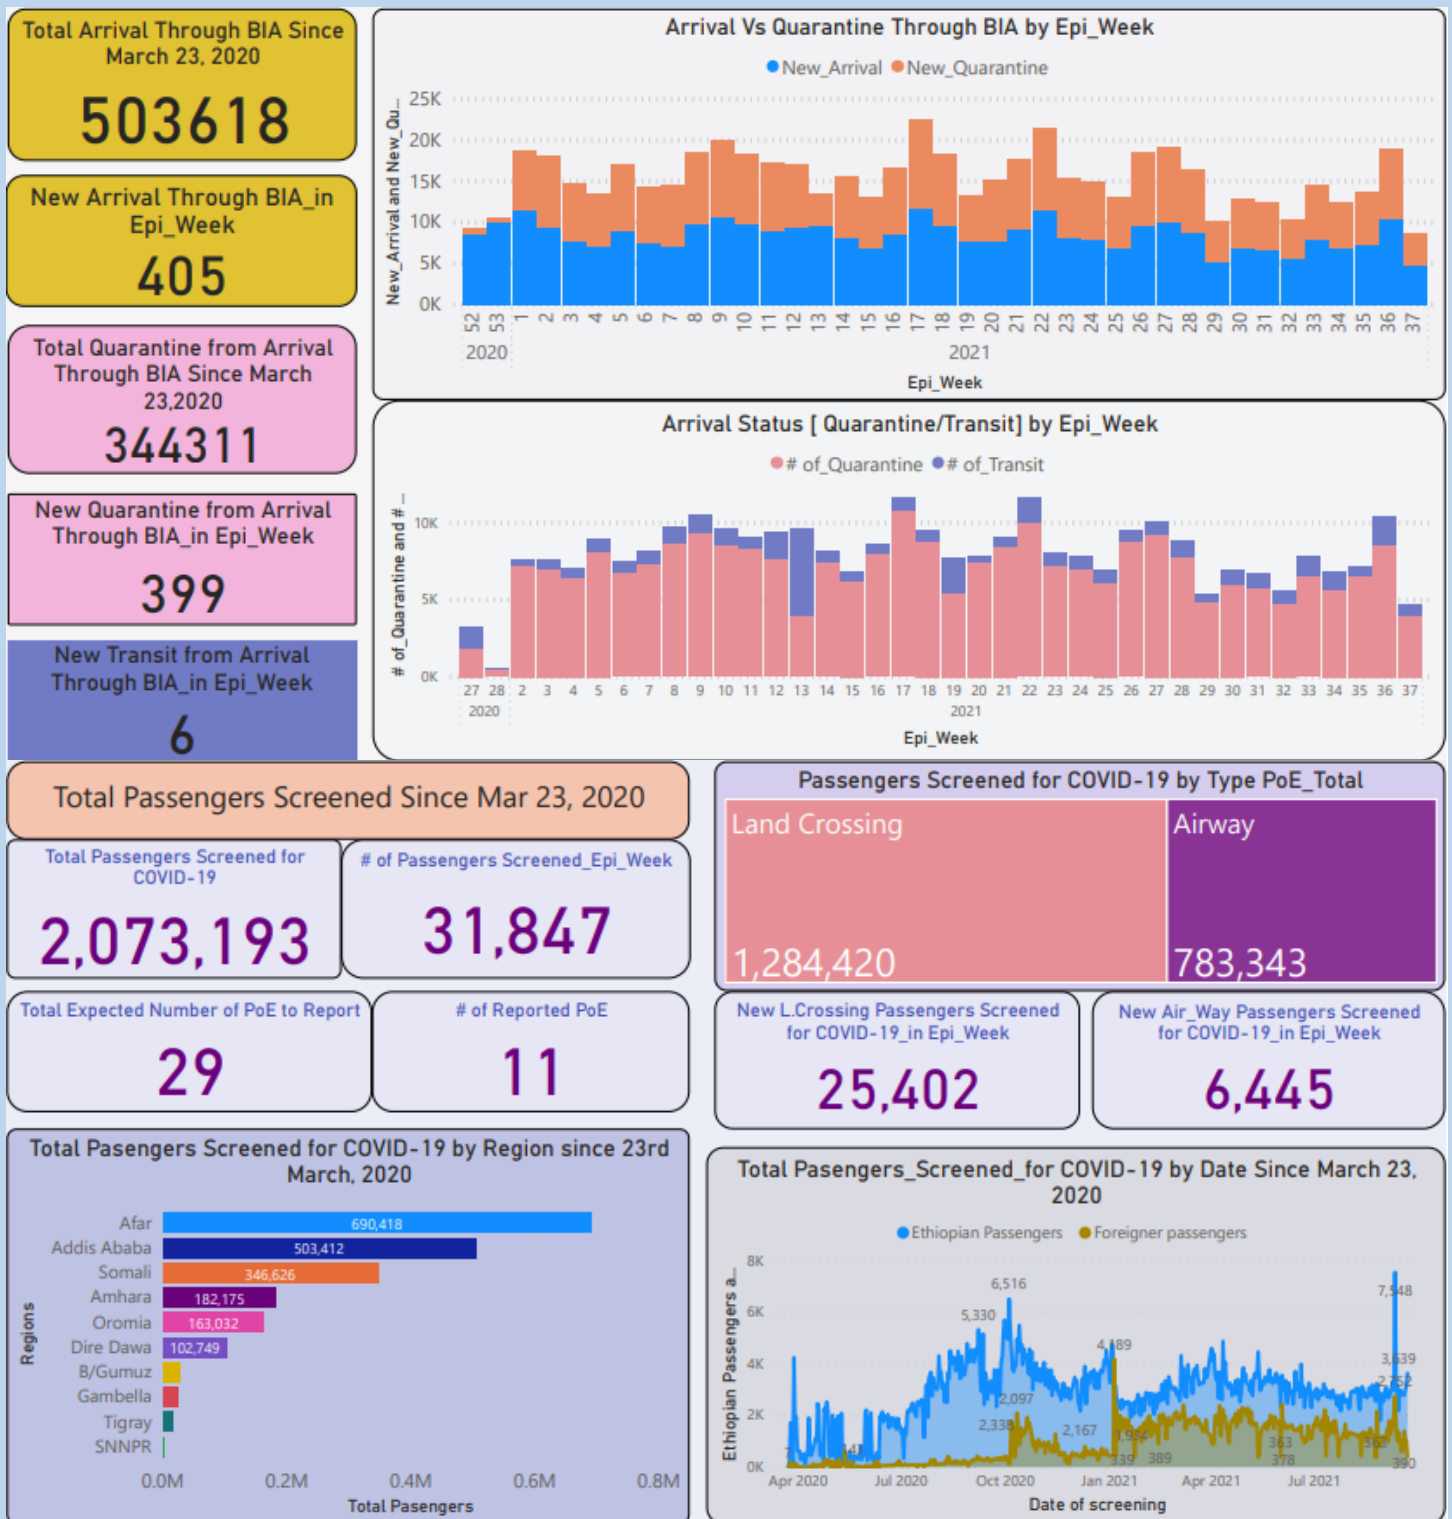 Total Arrival Through BIA Since
March 23, 2020
503618
New Arrival Through BIA_in
Epi_Week
405
Total Quarantine from Arrival
Through BIA Since March
23,2020
344311
New Quarantine from Arrival
Through BIA_in Epi_Week
399
New Transit from Arrival
Through BIA_in Epi_Week
6
Arrival Vs Quarantine Through BIA by Epi_Week
New_Arrival New_Quarantine
New_Arrival and New_Qu...
25K
20K
15K
10K
5K
0K
52 53 1 2 3 4 5 6 7 8 9 10 11 12 13 14 15 16 17 18 19 20 21 22 23 24 25 26 27 28 29 30 31 32 33 34 35 36 37
2020 2021
Epi_Week
Arrival Status [ Quarantine/Transit] by Epi_Week
# of_Quarantine # of_Transit
# of_Quarantine and # ...
10K
5K
0K
27 28 2 3 4 5 6 7 8 9 10 11 12 13 14 15 16 17 18 19 20 21 22 23 24 25 26 27 28 29 30 31 32 33 34 35 36 37
2020 2021
Epi_Week
Total Passengers Screened Since Mar 23, 2020
Total Passengers Screened for
COVID-19
2,073,193
# of Passengers Screened_Epi_Week
31,847
Total Expected Number of PoE to Report
29
# of Reported PoE
11
Passengers Screened for COVID-19 by Type PoE_Total
Land Crossing
1,284,420
Airway
783,343
New L.Crossing Passengers Screened
for COVID-19_in Epi_Week
25,402
New Air_Way Passengers Screened
for COVID-19_in Epi_Week
6,445
Total Pasengers Screened for COVID-19 by Region since 23rd
March, 2020
Regions
Afar 690,418
Addis Ababa 503,412
Somali 346,626
Amhara 182,175
Oromia 163,032
Dire Dawa 102,749
B/Gumuz
Gambella
Tigray
SNNPR
0.0M 0.2M 0.4M 0.6M 0.8M
Total Pasengers
Total Pasengers_Screened_for COVID-19 by Date Since March 23,
2020
Ethiopian Passengers Foreigner passengers
Ethiopian Passengers a...
8K
6K
4K
2K
0K
6,516
5,330
4,189
7,548
3,639
2,752
2,097
2,338
2,167
339
389
363
378
363
390
Apr 2020 Jul 2020 Oct 2020 Jan 2021 Apr 2021 Jul 2021
Date of screening